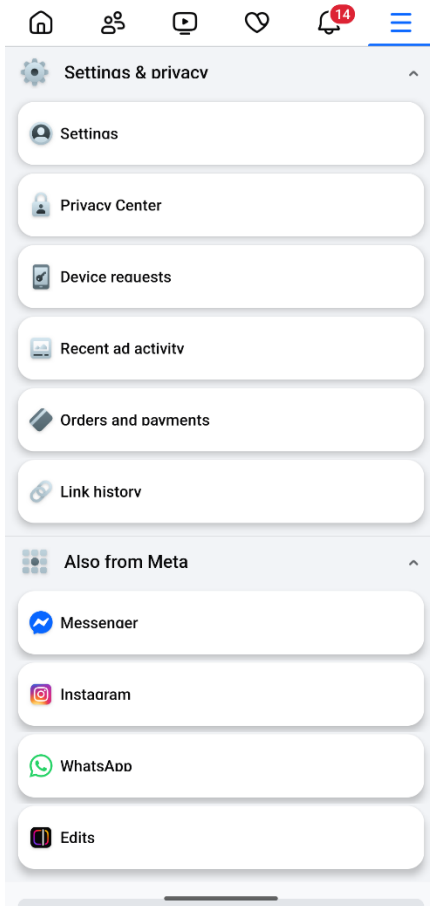 14
Settings & privacy
Settings
Privacy Center
Device requests
Recent ad activity
Orders and payments
Link history
Also from Meta
Messenger
Instagram
WhatsApp
Edits